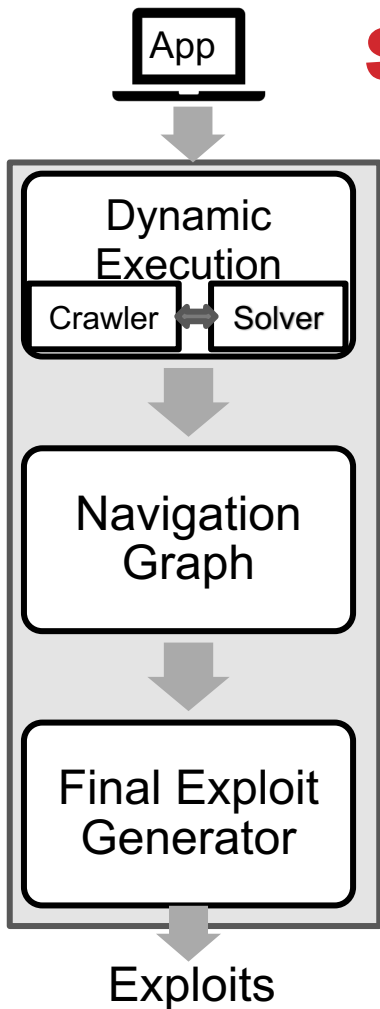 App
Dynamic
Execution
Crawler
Solver
Navigation
Graph
Final Exploit
Generator
Exploits